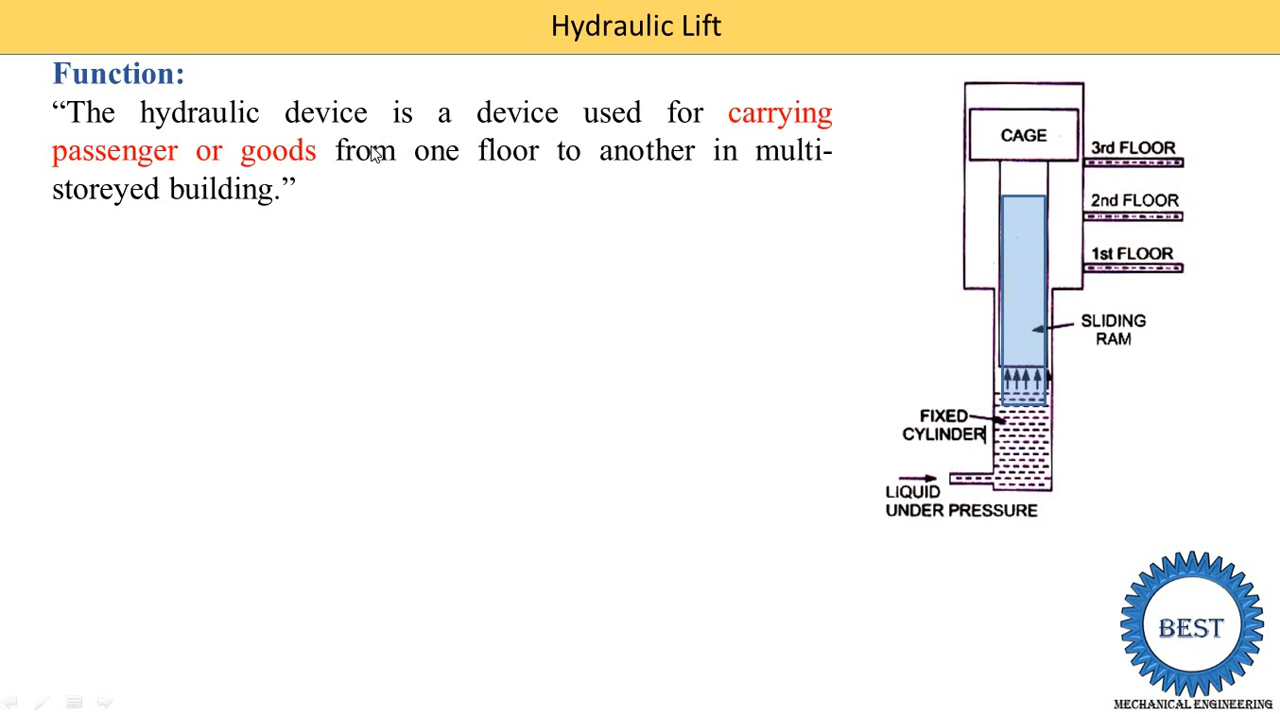 Hydraulic Lift
Function:
“The hydraulic device is a device used for carrying
passenger or goods from one floor to another in multi-
storeyed building.”
CAGE
3rd FLOOR
2nd FLOOR
1st FLOOR
SLIDING
RAM
FIXED
CYLINDER
LIQUID
UNDER PRESSURE
BEST
MECHANICAL ENGINEERING